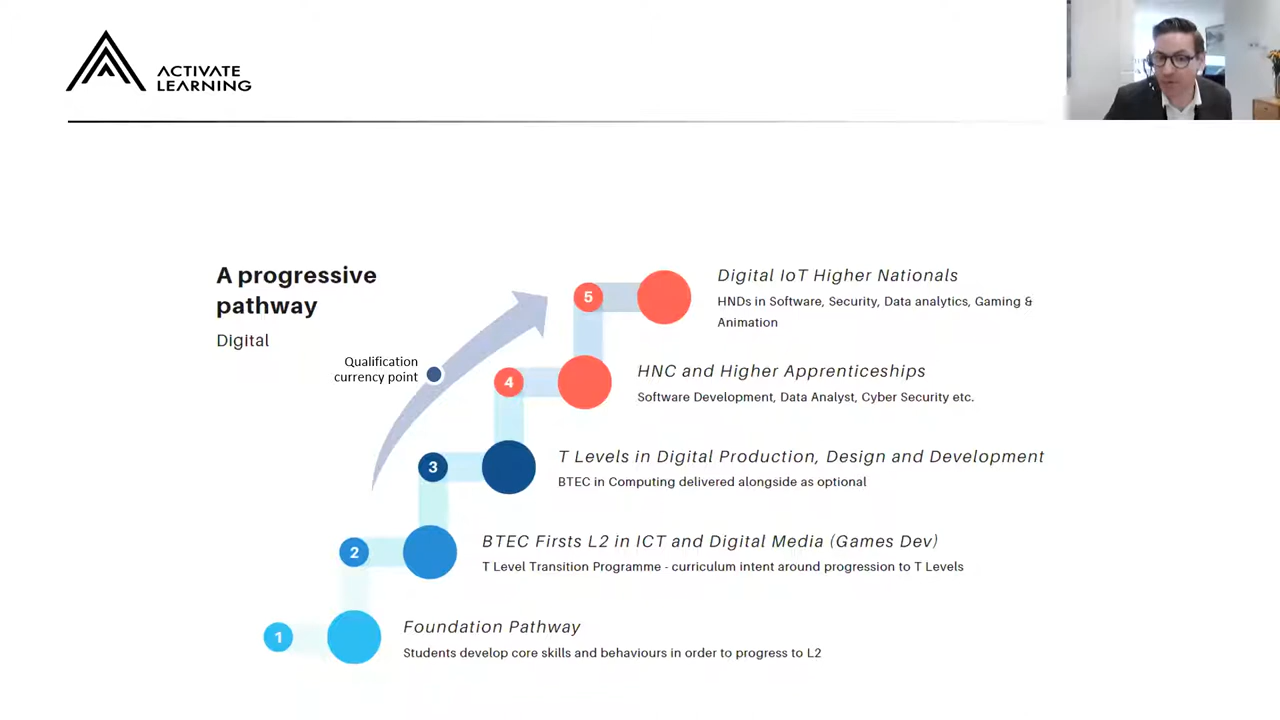 ACTIVATE
LEARNING
A progressive
pathway
Digital
Qualification
currency point
5
Digital IoT Higher Nationals
HNDs in Software, Security, Data analytics, Gaming &
Animation
4
HNC and Higher Apprenticeships
Software Development, Data Analyst, Cyber Security etc.
3
T Levels in Digital Production, Design and Development
BTEC in Computing delivered alongside as optional
2
BTEC Firsts L2 in ICT and Digital Media (Games Dev)
T Level Transition Programme - curriculum intent around progression to T Levels
1
Foundation Pathway
Students develop core skills and behaviours in order to progress to L2